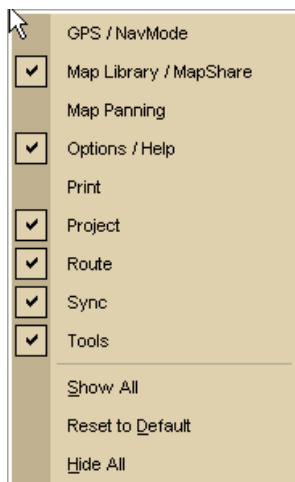 GPS / NavMode
Map Library / MapShare
Map Panning
Options / Help
Print
Project
Route
Sync
Tools
Show All
Reset to Default
Hide All